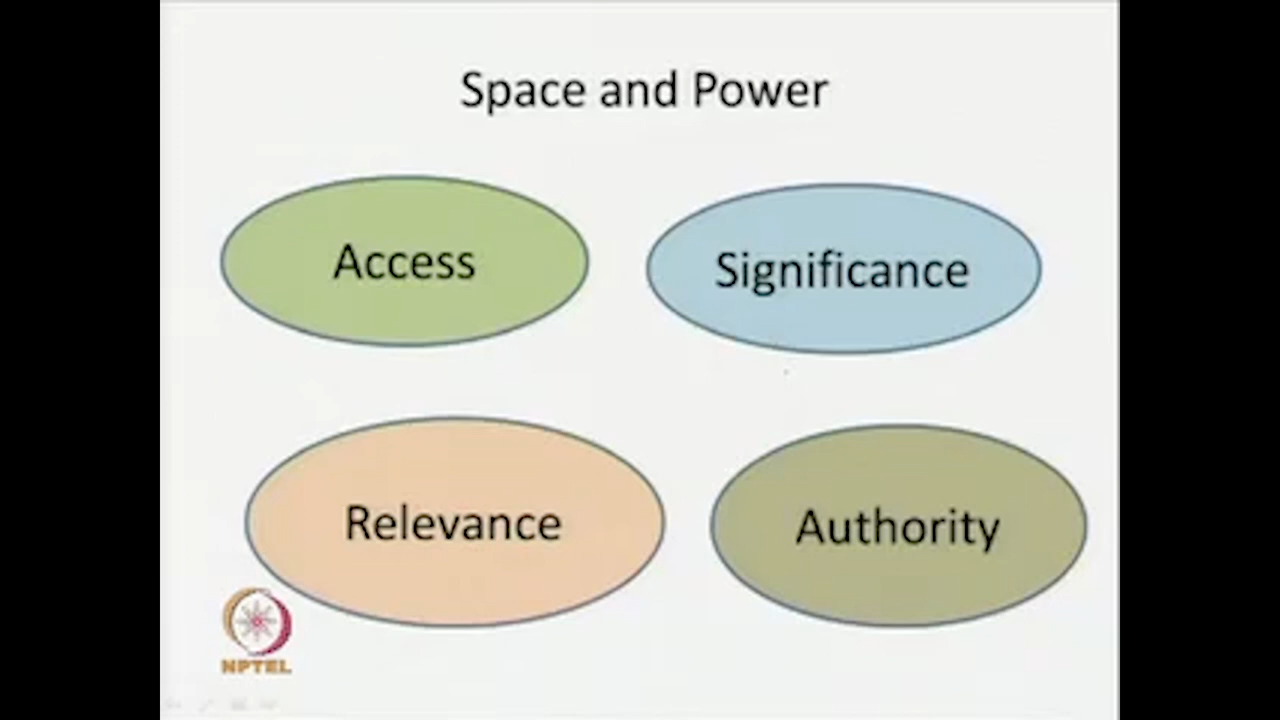 Space and Power
Access
Significance
Relevance
Authority
NPTEL